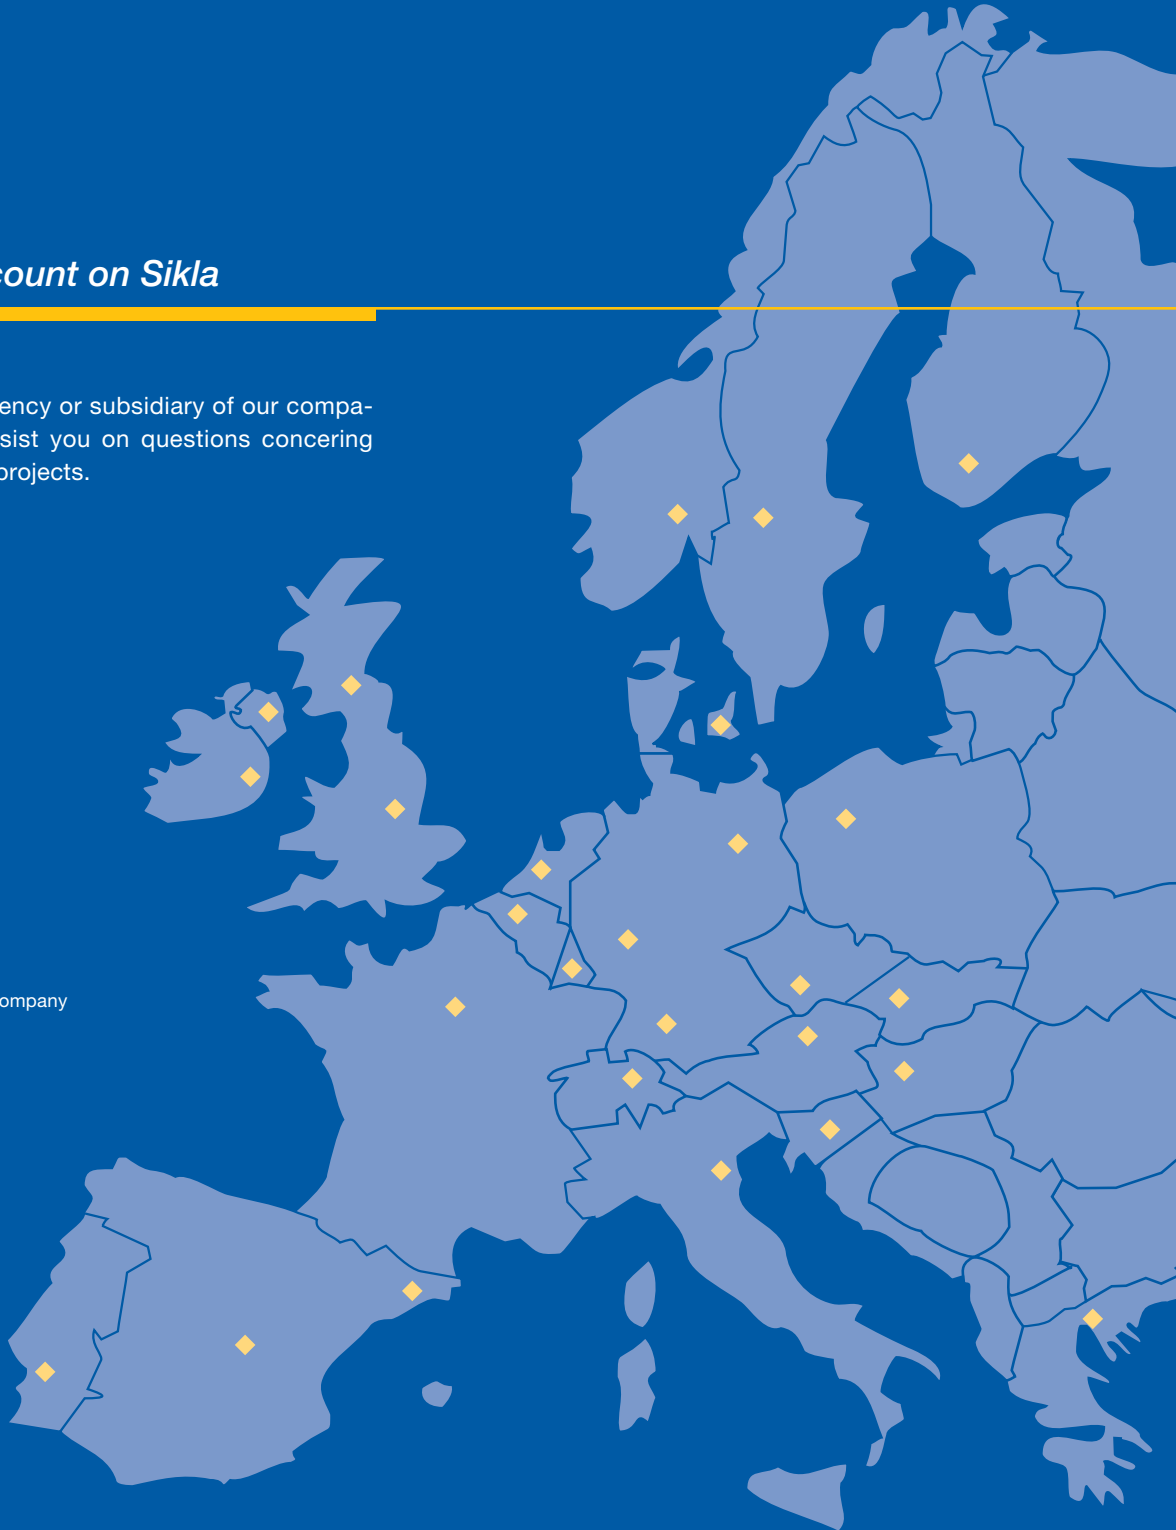 count on Sikla
ency or subsidiary of our compa-
sist you on questions concering
projects.
ompany